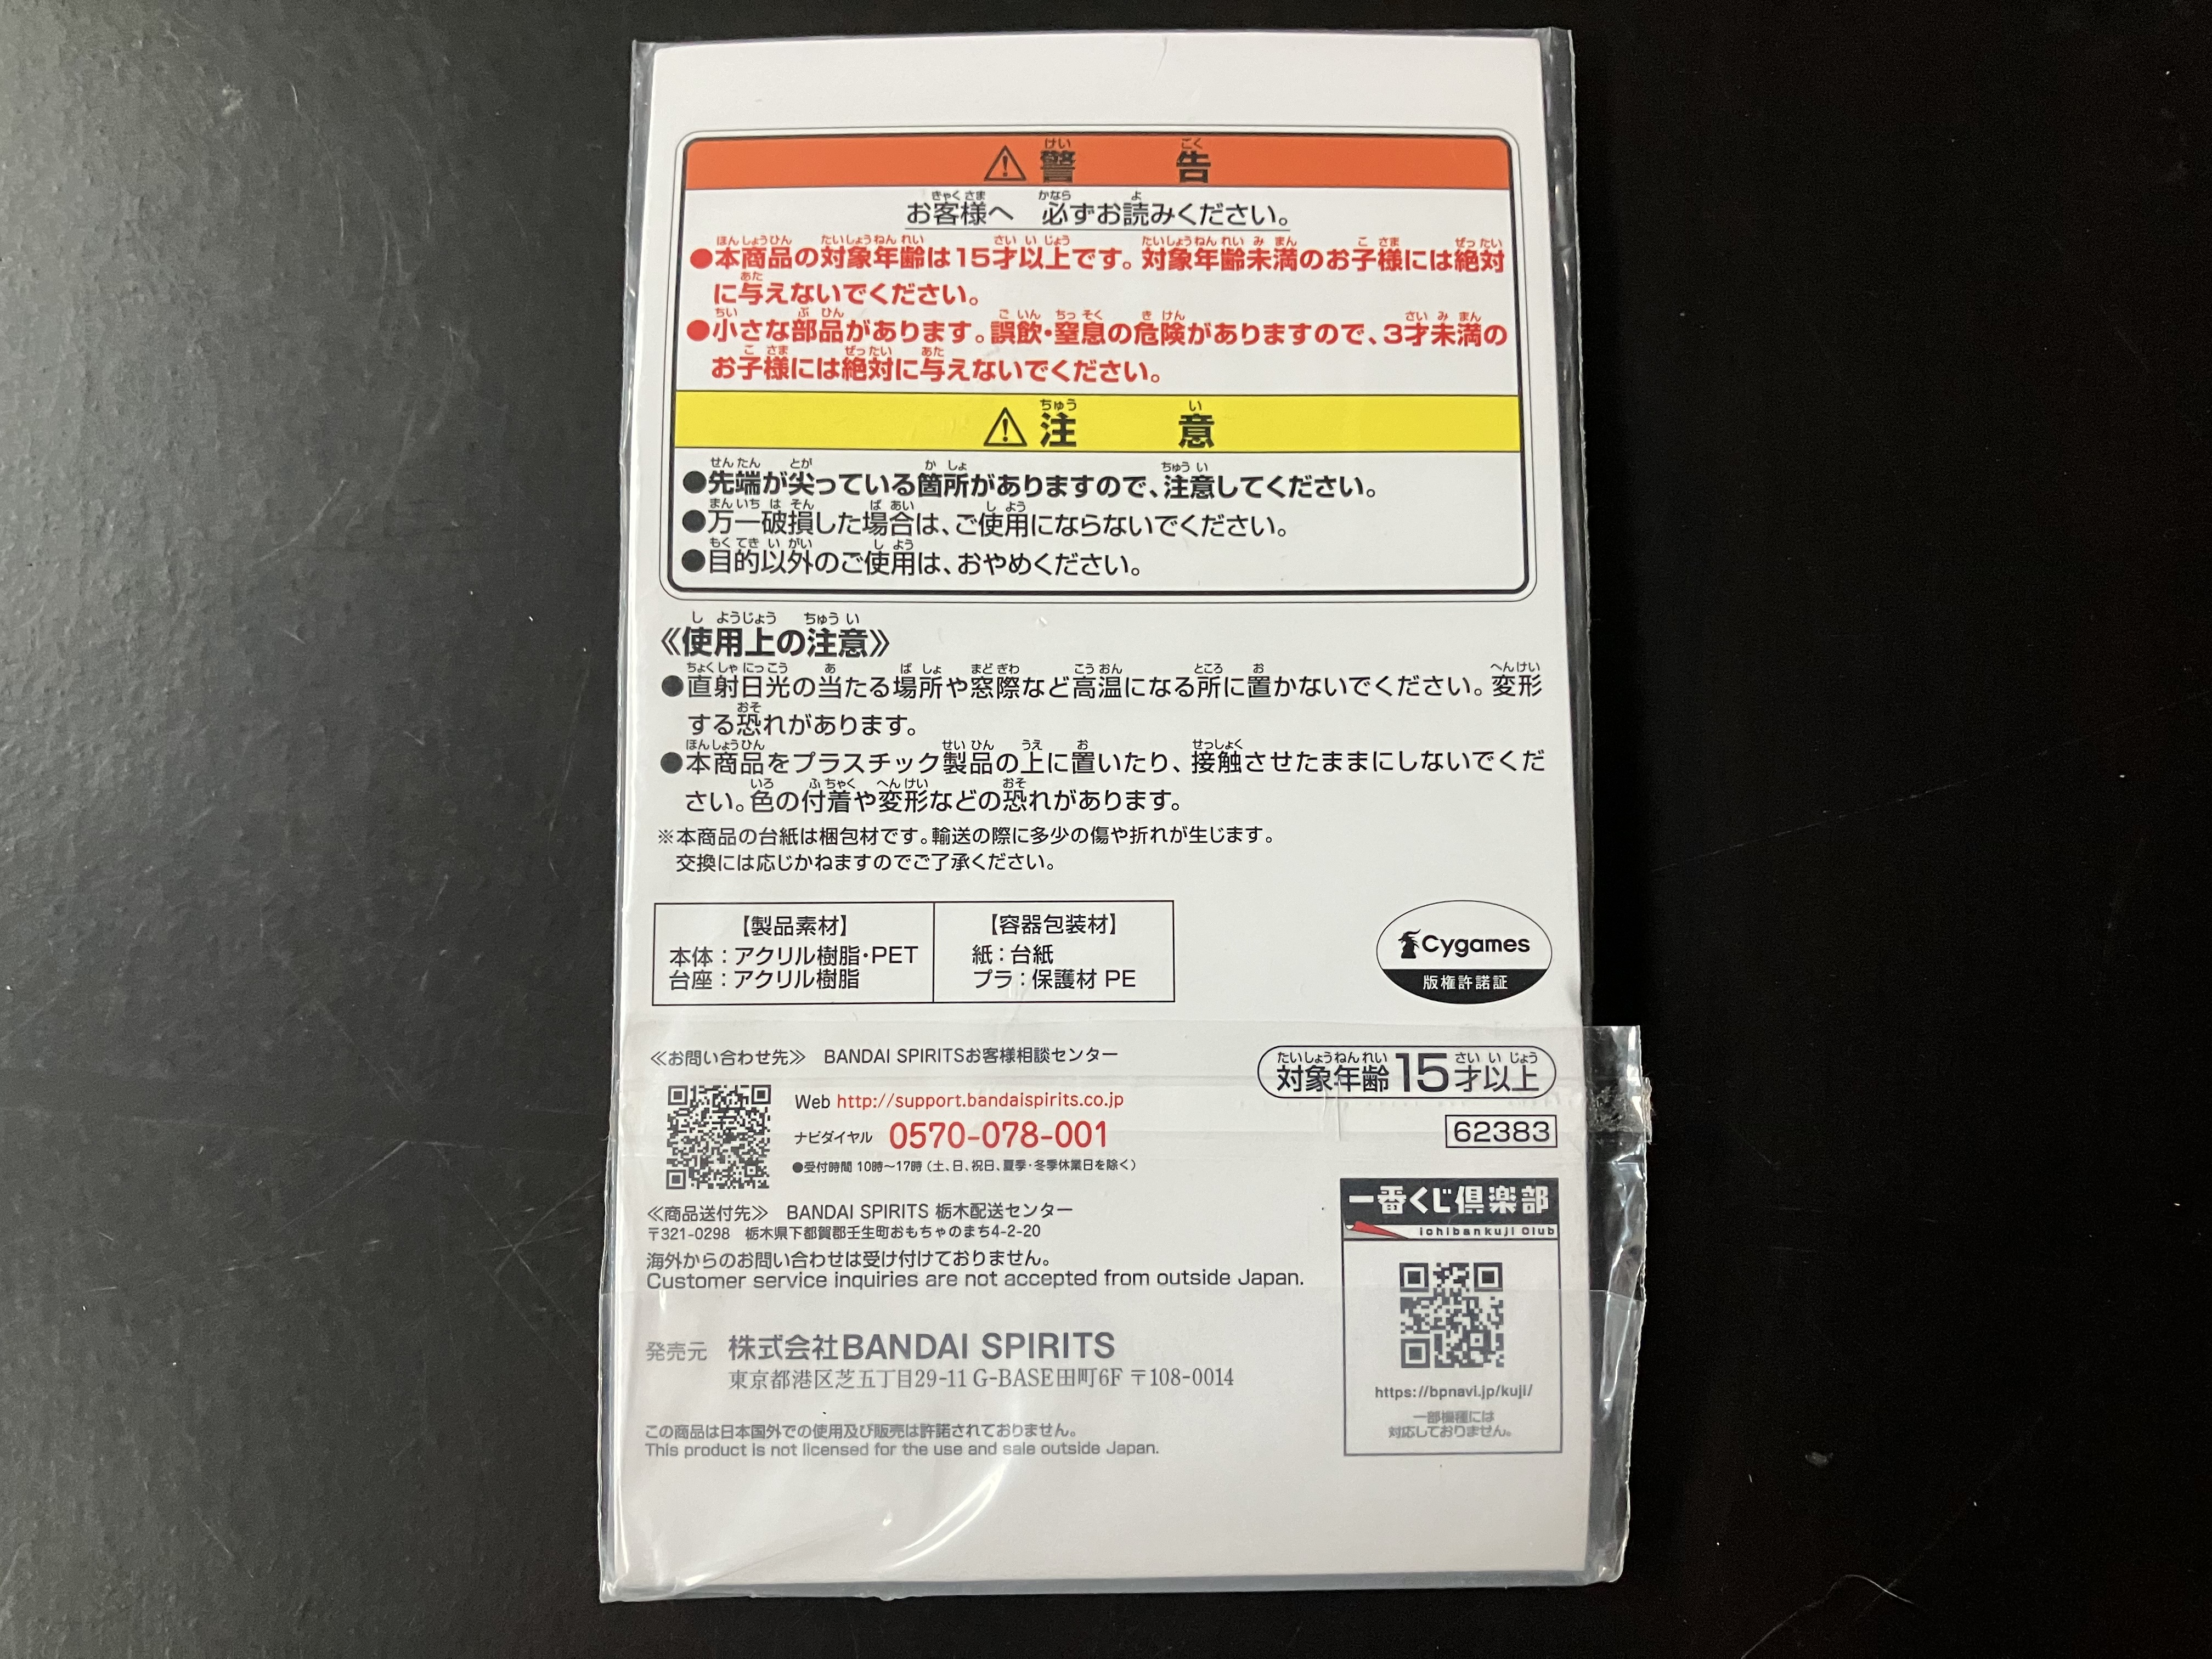 ⚠警告
お客様へ 必ずお読みください。
●本商品の対象年齢は15才以上です。対象年齢未満のお子様には絶対
に与えないでください。
●小さな部品があります。誤飲・窒息の危険がありますので、3才未満の
お子様には絶対に与えないでください。
⚠注意
●先端が尖っている箇所がありますので、注意してください。
●万一破損した場合は、ご使用にならないでください。
●目的以外のご使用は、おやめください。
《使用上の注意》
●直射日光の当たる場所や窓際など高温になる所に置かないでください。変形
する恐れがあります。
●本商品をプラスチック製品の上に置いたり、接触させたままにしないでくだ
さい。色の付着や変形などの恐れがあります。
※本商品の台紙は梱包材です。輸送の際に多少の傷や折れが生じます。
交換には応じかねますのでご了承ください。
【製品素材】
本体:アクリル樹脂・PET
台座:アクリル樹脂
【容器包装材】
紙:台紙
プラ:保護材 PE
Cygames
版権許諾証
≪お問い合わせ先≫ BANDAI SPIRITSお客様相談センター
Web http://support.bandaispirits.co.jp
ナビダイヤル 0570-078-001
●受付時間 10時～17時 (土、日、祝日、夏季・冬季休業日を除く)
対象年齢15才以上
62383
≪商品送付先≫ BANDAI SPIRITS 栃木配送センター
〒321-0298 栃木県下都賀郡壬生町おもちゃのまち4-2-20
海外からのお問い合わせは受け付けておりません。
Customer service inquiries are not accepted from outside Japan.
発売元 株式会社BANDAI SPIRITS
東京都港区芝五丁目29-11 G-BASE田町6F 〒108-0014
この商品は日本国外での使用及び販売は許諾されておりません。
This product is not licensed for the use and sale outside Japan.
一番くじ倶楽部
Ichibankuji Club
https://bpnavi.jp/kuji/
一部機種には
対応しておりません。